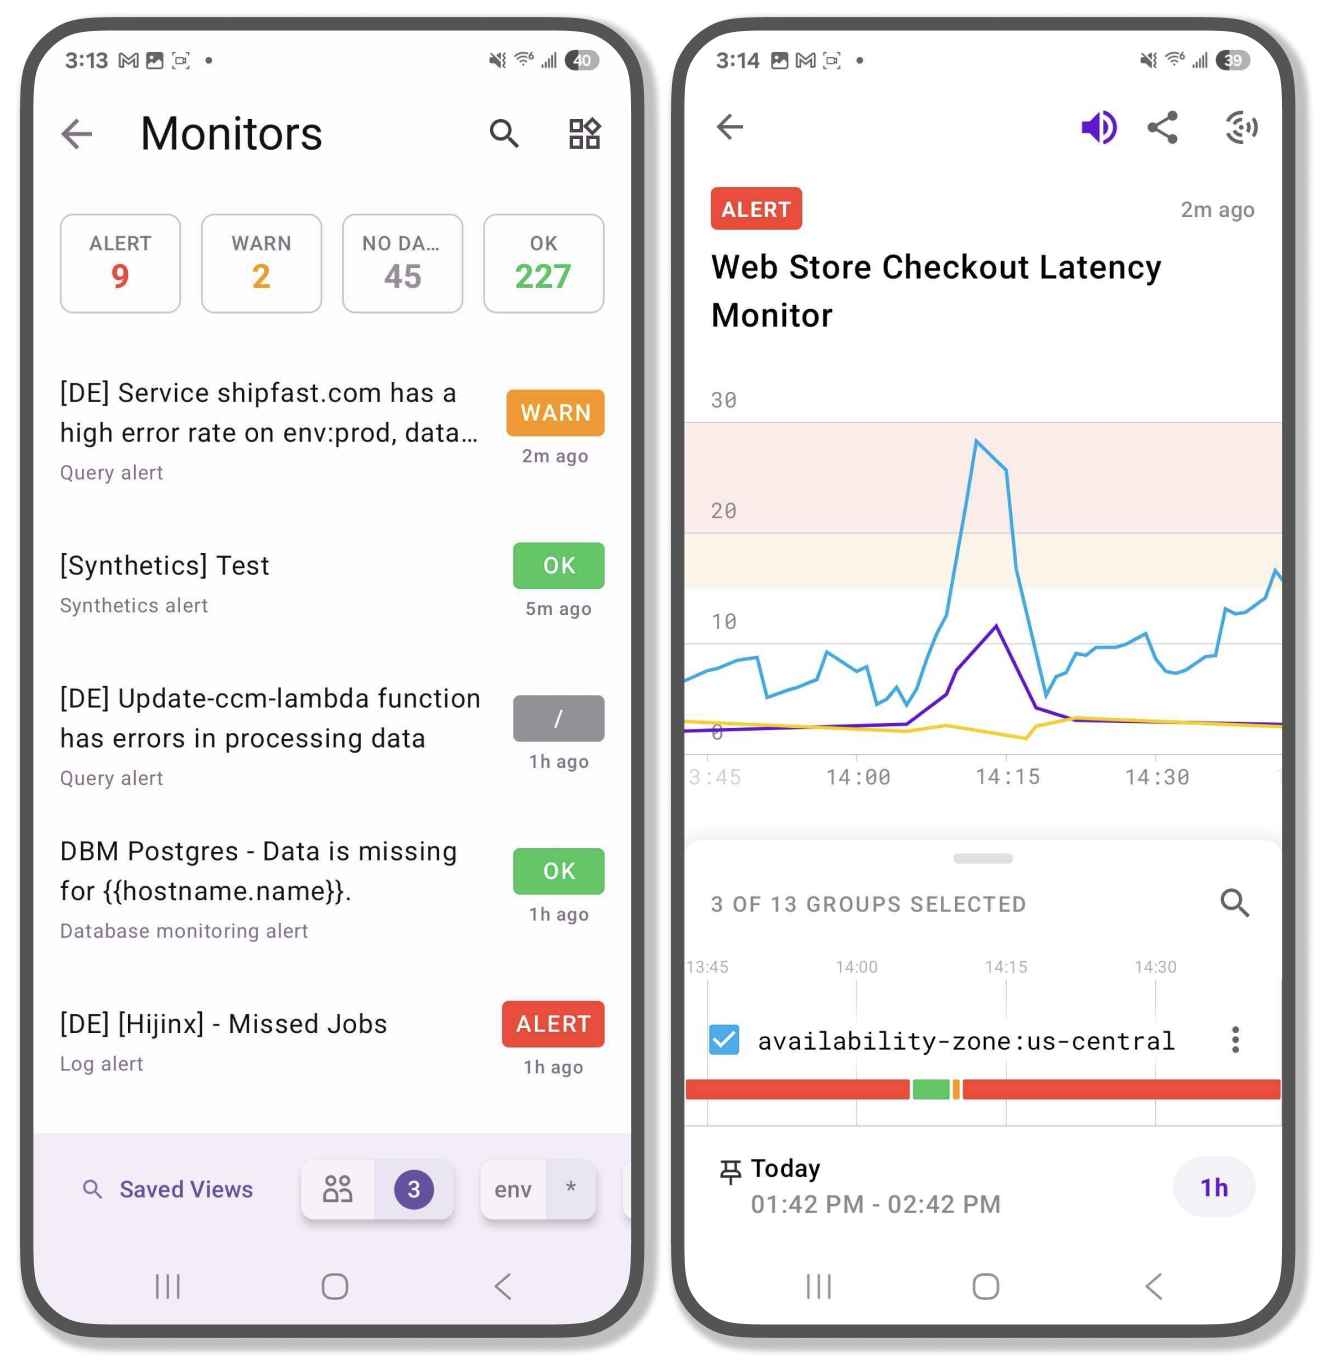 3:13
40
Monitors
ALERT
9
WARN
2
NO DA...
45
OK
227
[DE] Service shipfast.com has a
high error rate on env:prod, data...
Query alert
WARN
2m ago
[Synthetics] Test
Synthetics alert
OK
5m ago
[DE] Update-ccm-lambda function
has errors in processing data
Query alert
/
1h ago
DBM Postgres - Data is missing
for {{hostname.name}}.
Database monitoring alert
OK
1h ago
[DE] [Hijinx] - Missed Jobs
Log alert
ALERT
1h ago
Saved Views
3
env *
3:14
39
ALERT
2m ago
Web Store Checkout Latency
Monitor
30
20
10
0
3:45 14:00 14:15 14:30
3 OF 13 GROUPS SELECTED
13:45 14:00 14:15 14:30
availability-zone:us-central
Today
01:42 PM - 02:42 PM
1h